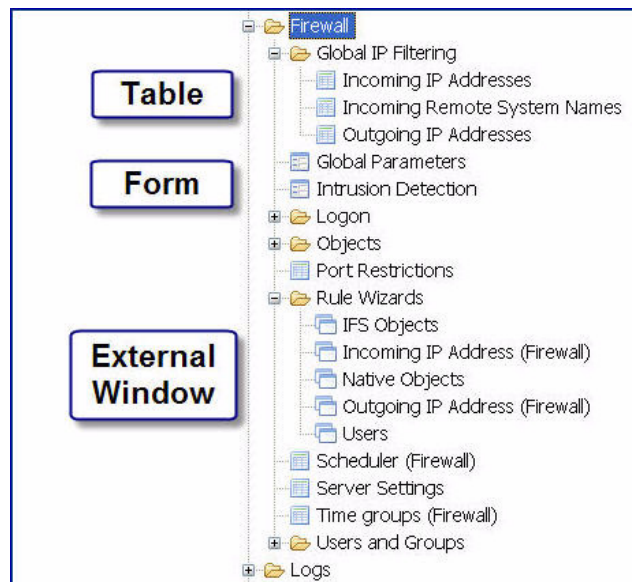 Firewall
Global IP Filtering
Table
Incoming IP Addresses
Incoming Remote System Names
Outgoing IP Addresses
Form
Global Parameters
Intrusion Detection
Logon
Objects
Port Restrictions
Rule Wizards
External
Window
IFS Objects
Incoming IP Address (Firewall)
Native Objects
Outgoing IP Address (Firewall)
Users
Scheduler (Firewall)
Server Settings
Time groups (Firewall)
Users and Groups
Logs